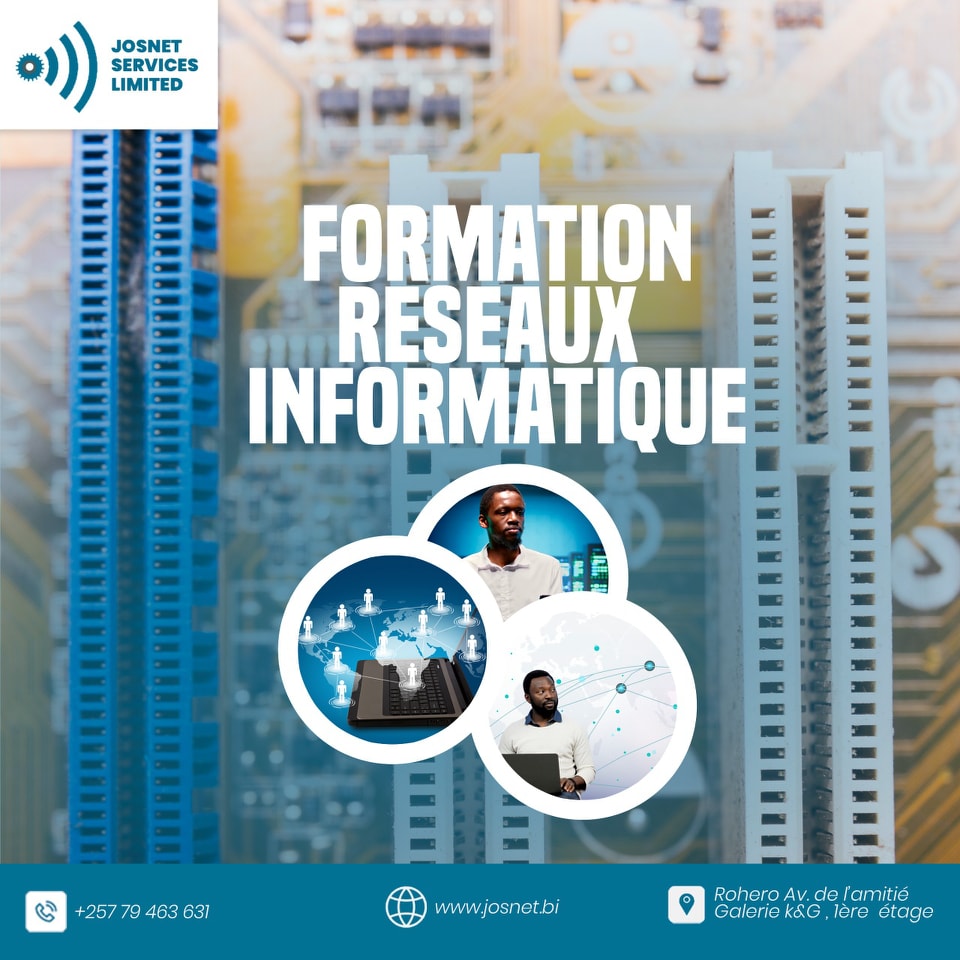 JOSNET
SERVICES
LIMITED
FORMATION
RESEAUX
INFORMATIQUE
+257 79 463 631
www.josnet.bi
Rohero Av. de l'amitié
Galerie k&G , 1ère étage